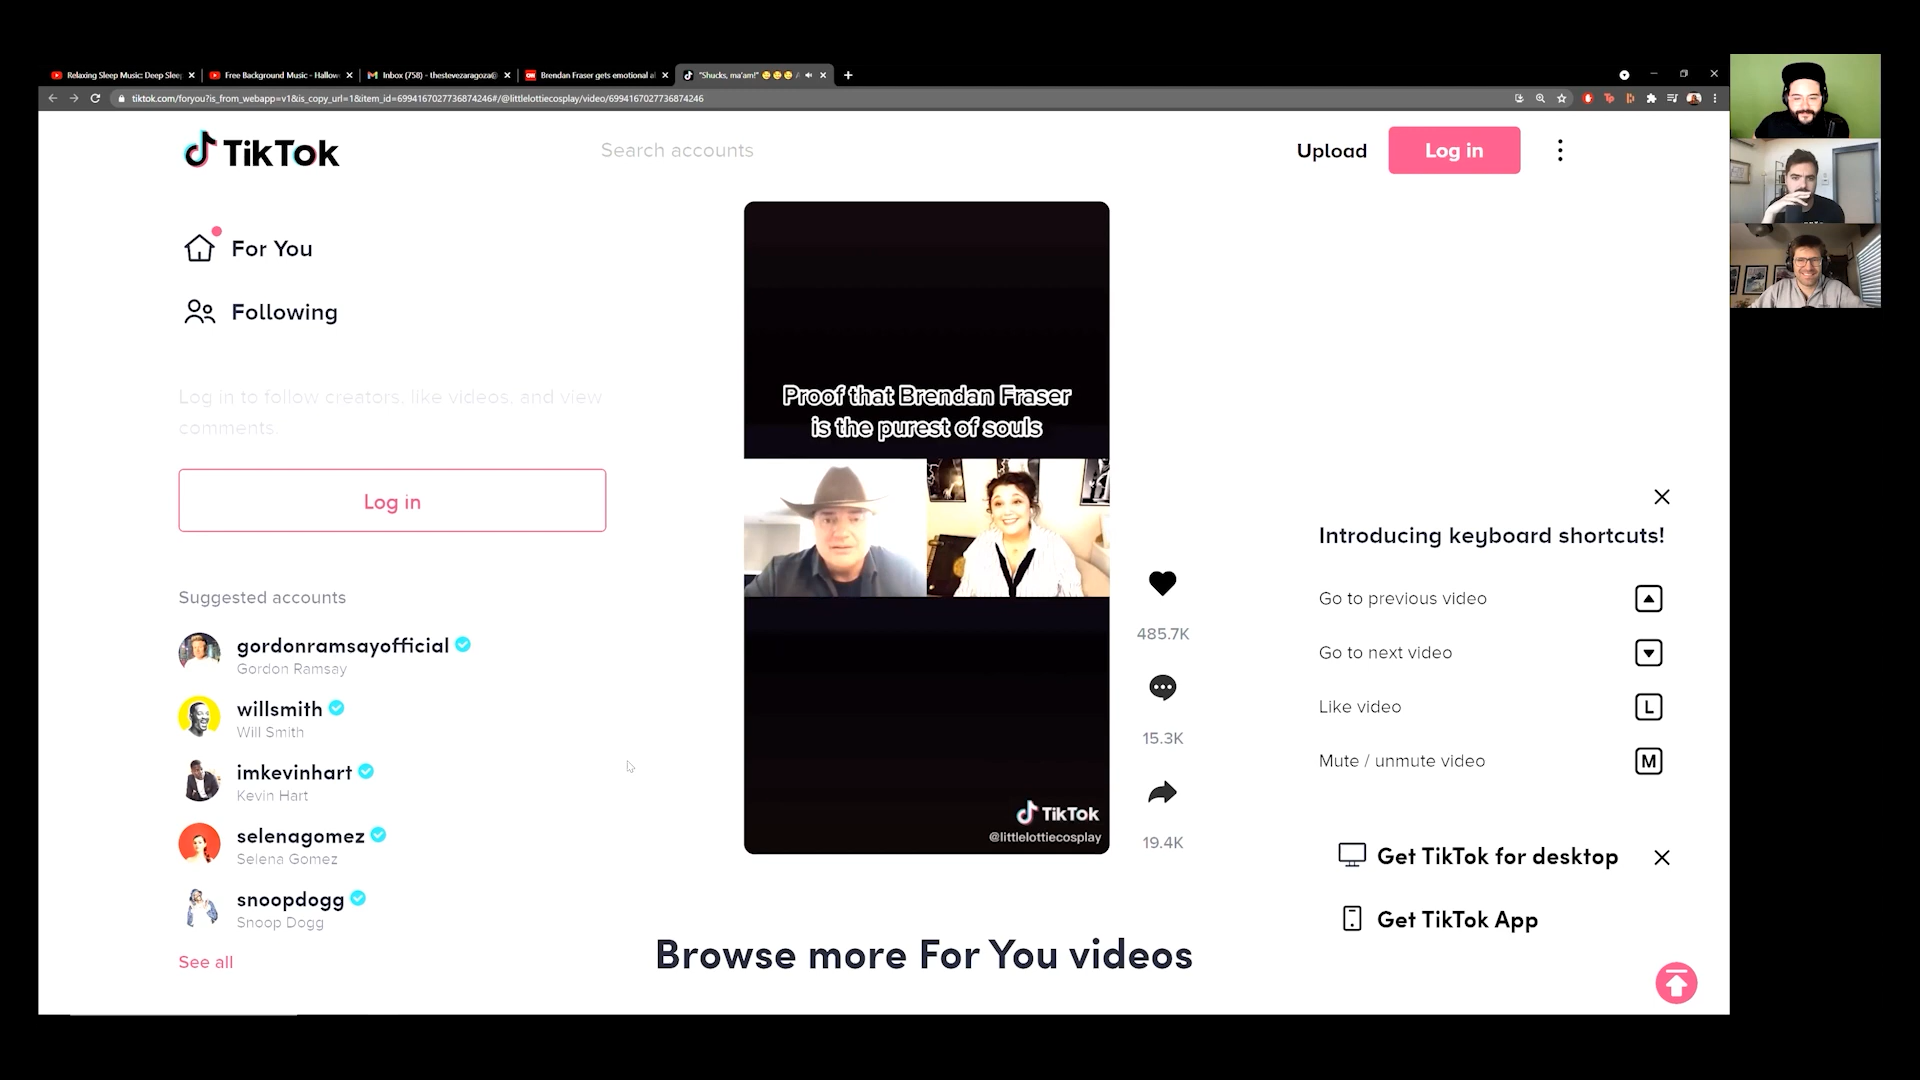 Relaxing Sleep Music: Deep Slee
Free Background Music - Hallow
Inbox (758) - thestevezaragoza@
Brendan Fraser gets emotional a
"Shucks, ma'am!"
tiktok.com/foryou?is_from_webapp=v1&is_copy_url=1&item_id=6994167027736874246#/@littlelottiecosplay/video/6994167027736874246
TikTok
Search accounts
Upload
Log in
For You
Following
Log in to follow creators, like videos, and view
comments.
Log in
Suggested accounts
gordonramsayofficial
Gordon Ramsay
willsmith
Will Smith
imkevinhart
Kevin Hart
selenagomez
Selena Gomez
snoopdogg
Snoop Dogg
See all
Proof that Brendan Fraser
is the purest of souls
TikTok
@littlelottiecosplay
485.7K
15.3K
19.4K
Browse more For You videos
Introducing keyboard shortcuts!
Go to previous video
Go to next video
Like video
L
Mute / unmute video
M
Get TikTok for desktop
Get TikTok App